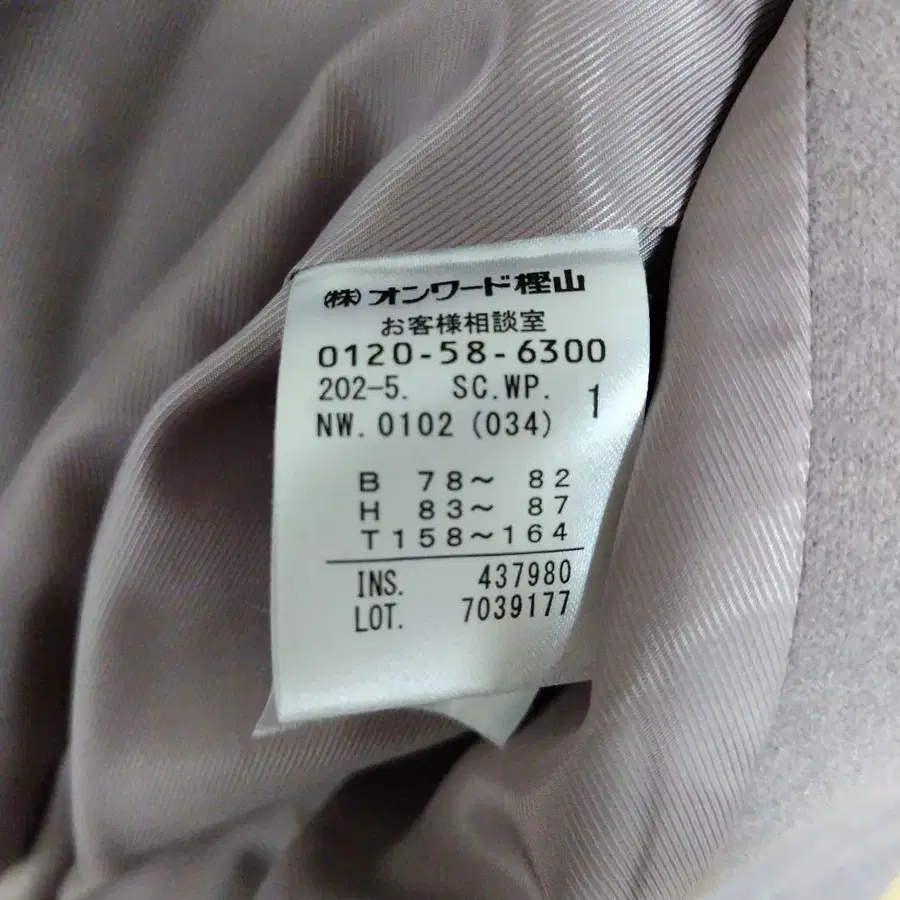 ㈱オンワード樫山
お客様相談室
0120-58-6300
202-5. SC.WP. 1
NW. 0102 (034)
B 78～ 82
H 83～ 87
T158～164
INS. 437980
LOT. 7039177